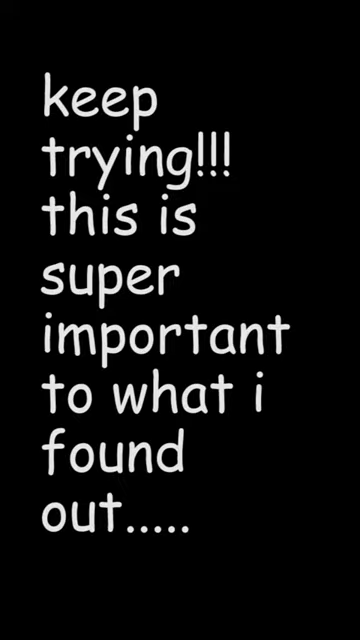 keep
trying!!!
this is
super
important
to what i
found
out.....